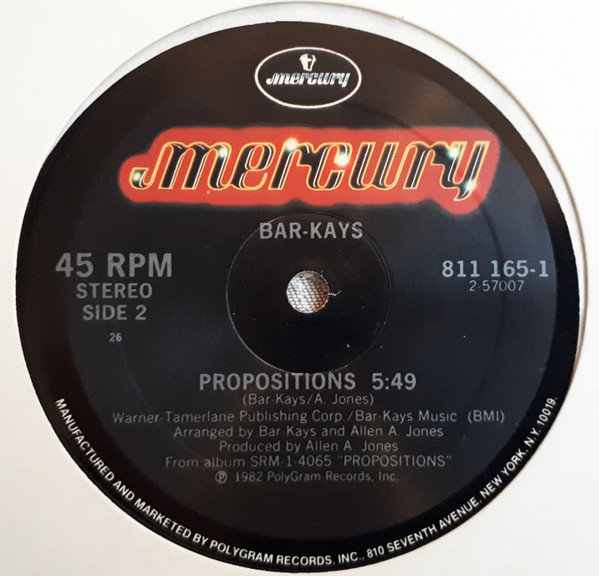 mercury
mercury
BAR-KAYS
45 RPM
STEREO
SIDE 2
26
811 165-1
2-57007
PROPOSITIONS 5:49
(Bar-Kays/A. Jones)
Warner-Tamerlane Publishing Corp./Bar-Kays Music (BMI)
Arranged by Bar-Kays and Allen A. Jones
Produced by Allen A. Jones
From album SRM-1-4065 "PROPOSITIONS"
℗ 1982 PolyGram Records, Inc.
MANUFACTURED AND MARKETED BY POLYGRAM RECORDS, INC., 810 SEVENTH AVENUE, NEW YORK, N.Y. 10019.